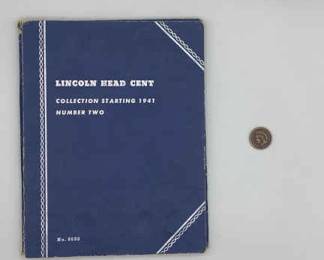 LINCOLN HEAD CENT
COLLECTION STARTING 1941
NUMBER TWO